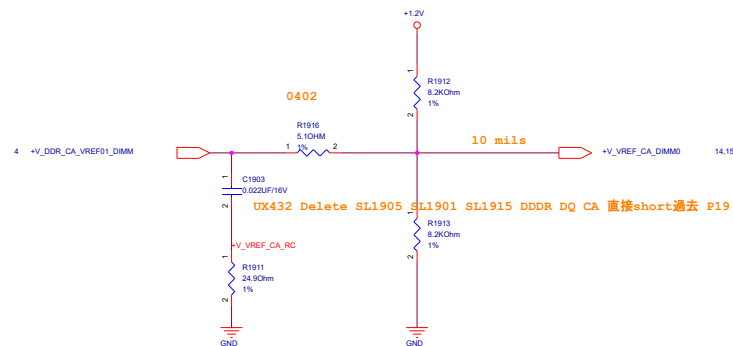 +1.2V
1
R1912
8.2KOhm
1%
2
0402
R1916
5.1OHM
1%
1
2
10 mils
4
+V_DDR_CA_VREF01_DIMM
+V_VREF_CA_DIMM0
14,15
1
C1903
0.022UF/16V
2
UX432 Delete SL1905 SL1901 SL1915 DDDR DQ CA 直接short過去 P19
1
R1913
8.2KOhm
1%
2
+V_VREF_CA_RC
1
R1911
24.9Ohm
1%
2
GND
GND